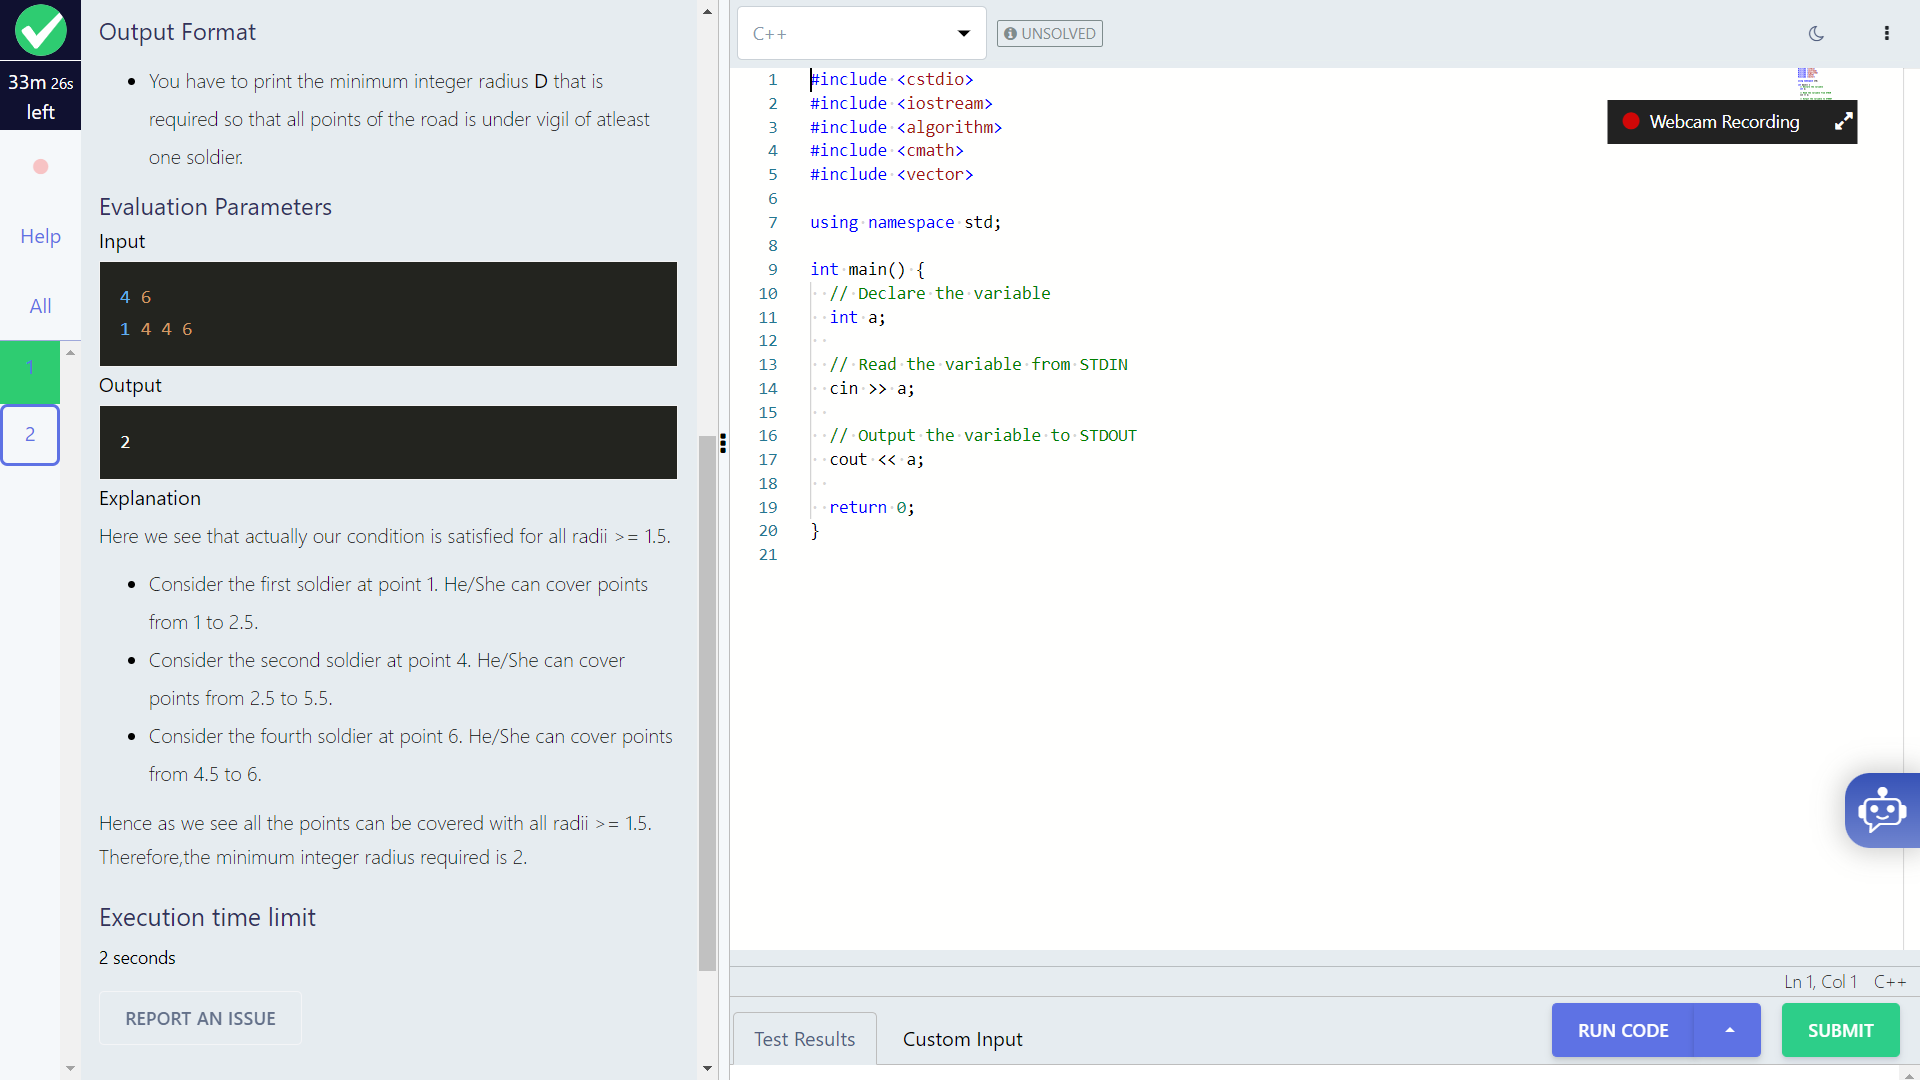 33m 26s
left
Help
All
1
2
Output Format
You have to print the minimum integer radius D that is
required so that all points of the road is under vigil of atleast
one soldier.
Evaluation Parameters
Input
4 6
1 4 4 6
Output
2
Explanation
Here we see that actually our condition is satisfied for all radii >= 1.5.
Consider the first soldier at point 1. He/She can cover points
from 1 to 2.5.
Consider the second soldier at point 4. He/She can cover
points from 2.5 to 5.5.
Consider the fourth soldier at point 6. He/She can cover points
from 4.5 to 6.
Hence as we see all the points can be covered with all radii >= 1.5.
Therefore,the minimum integer radius required is 2.
Execution time limit
2 seconds
REPORT AN ISSUE
C++
UNSOLVED
1 #include <cstdio>
2 #include <iostream>
3 #include <algorithm>
4 #include <cmath>
5 #include <vector>
6
7 using namespace std;
8
9 int main() {
10 // Declare the variable
11 int a;
12
13 // Read the variable from STDIN
14 cin >> a;
15
16 // Output the variable to STDOUT
17 cout << a;
18
19 return 0;
20 }
21
Webcam Recording
Ln 1, Col 1 C++
Test Results
Custom Input
RUN CODE
SUBMIT